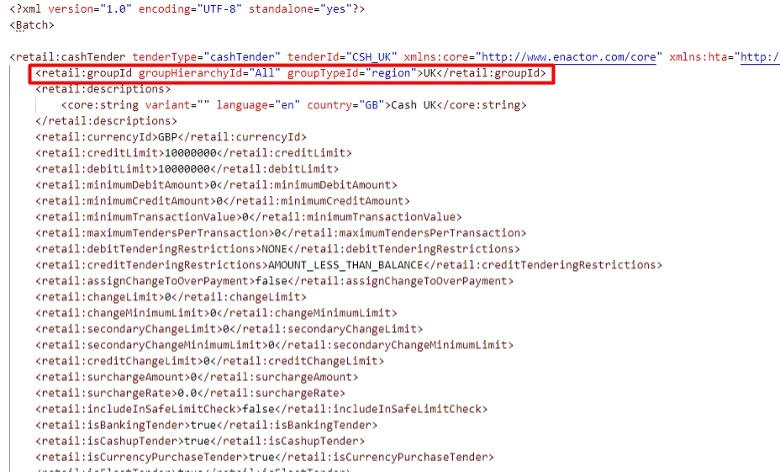 <?xml version="1.0" encoding="UTF-8" standalone="yes"?>
<Batch>
<retail:cashTender tenderType="cashTender" tenderId="CSH_UK" xmlns:core="http://www.enactor.com/core" xmlns:hta="http:/
<retail:groupId groupHierarchyId="All" groupTypeId="region">UK</retail:groupId>
<retail:descriptions>
<core:string variant="" language="en" country="GB">Cash UK</core:string>
</retail:descriptions>
<retail:currencyId>GBP</retail:currencyId>
<retail:creditLimit>10000000</retail:creditLimit>
<retail:debitLimit>10000000</retail:debitLimit>
<retail:minimumDebitAmount>0</retail:minimumDebitAmount>
<retail:minimumCreditAmount>0</retail:minimumCreditAmount>
<retail:minimumTransactionValue>0</retail:minimumTransactionValue>
<retail:maximumTendersPerTransaction>0</retail:maximumTendersPerTransaction>
<retail:debitTenderingRestrictions>NONE</retail:debitTenderingRestrictions>
<retail:creditTenderingRestrictions>AMOUNT_LESS_THAN_BALANCE</retail:creditTenderingRestrictions>
<retail:assignChangeToOverPayment>false</retail:assignChangeToOverPayment>
<retail:changeLimit>0</retail:changeLimit>
<retail:changeMinimumLimit>0</retail:changeMinimumLimit>
<retail:secondaryChangeLimit>0</retail:secondaryChangeLimit>
<retail:secondaryChangeMinimumLimit>0</retail:secondaryChangeMinimumLimit>
<retail:creditChangeLimit>0</retail:creditChangeLimit>
<retail:surchargeAmount>0</retail:surchargeAmount>
<retail:surchargeRate>0.0</retail:surchargeRate>
<retail:includeInSafeLimitCheck>false</retail:includeInSafeLimitCheck>
<retail:isBankingTender>true</retail:isBankingTender>
<retail:isCashupTender>true</retail:isCashupTender>
<retail:isCurrencyPurchaseTender>true</retail:isCurrencyPurchaseTender>
<retail:isFloatTender>true</retail:isFloatTender>